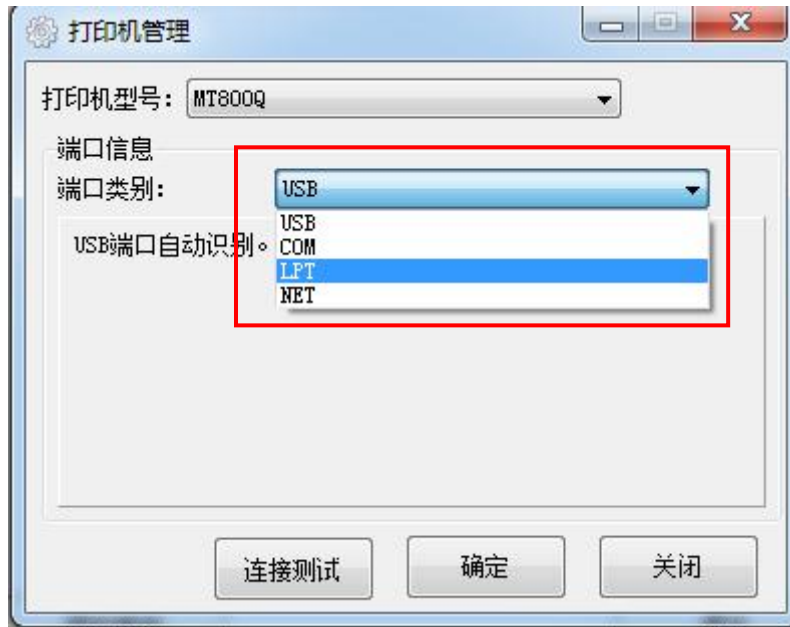 打印机管理
打印机型号: MT800Q
端口信息
端口类别: USB
USB端口自动识别。
USB
COM
LPT
NET
连接测试 确定 关闭